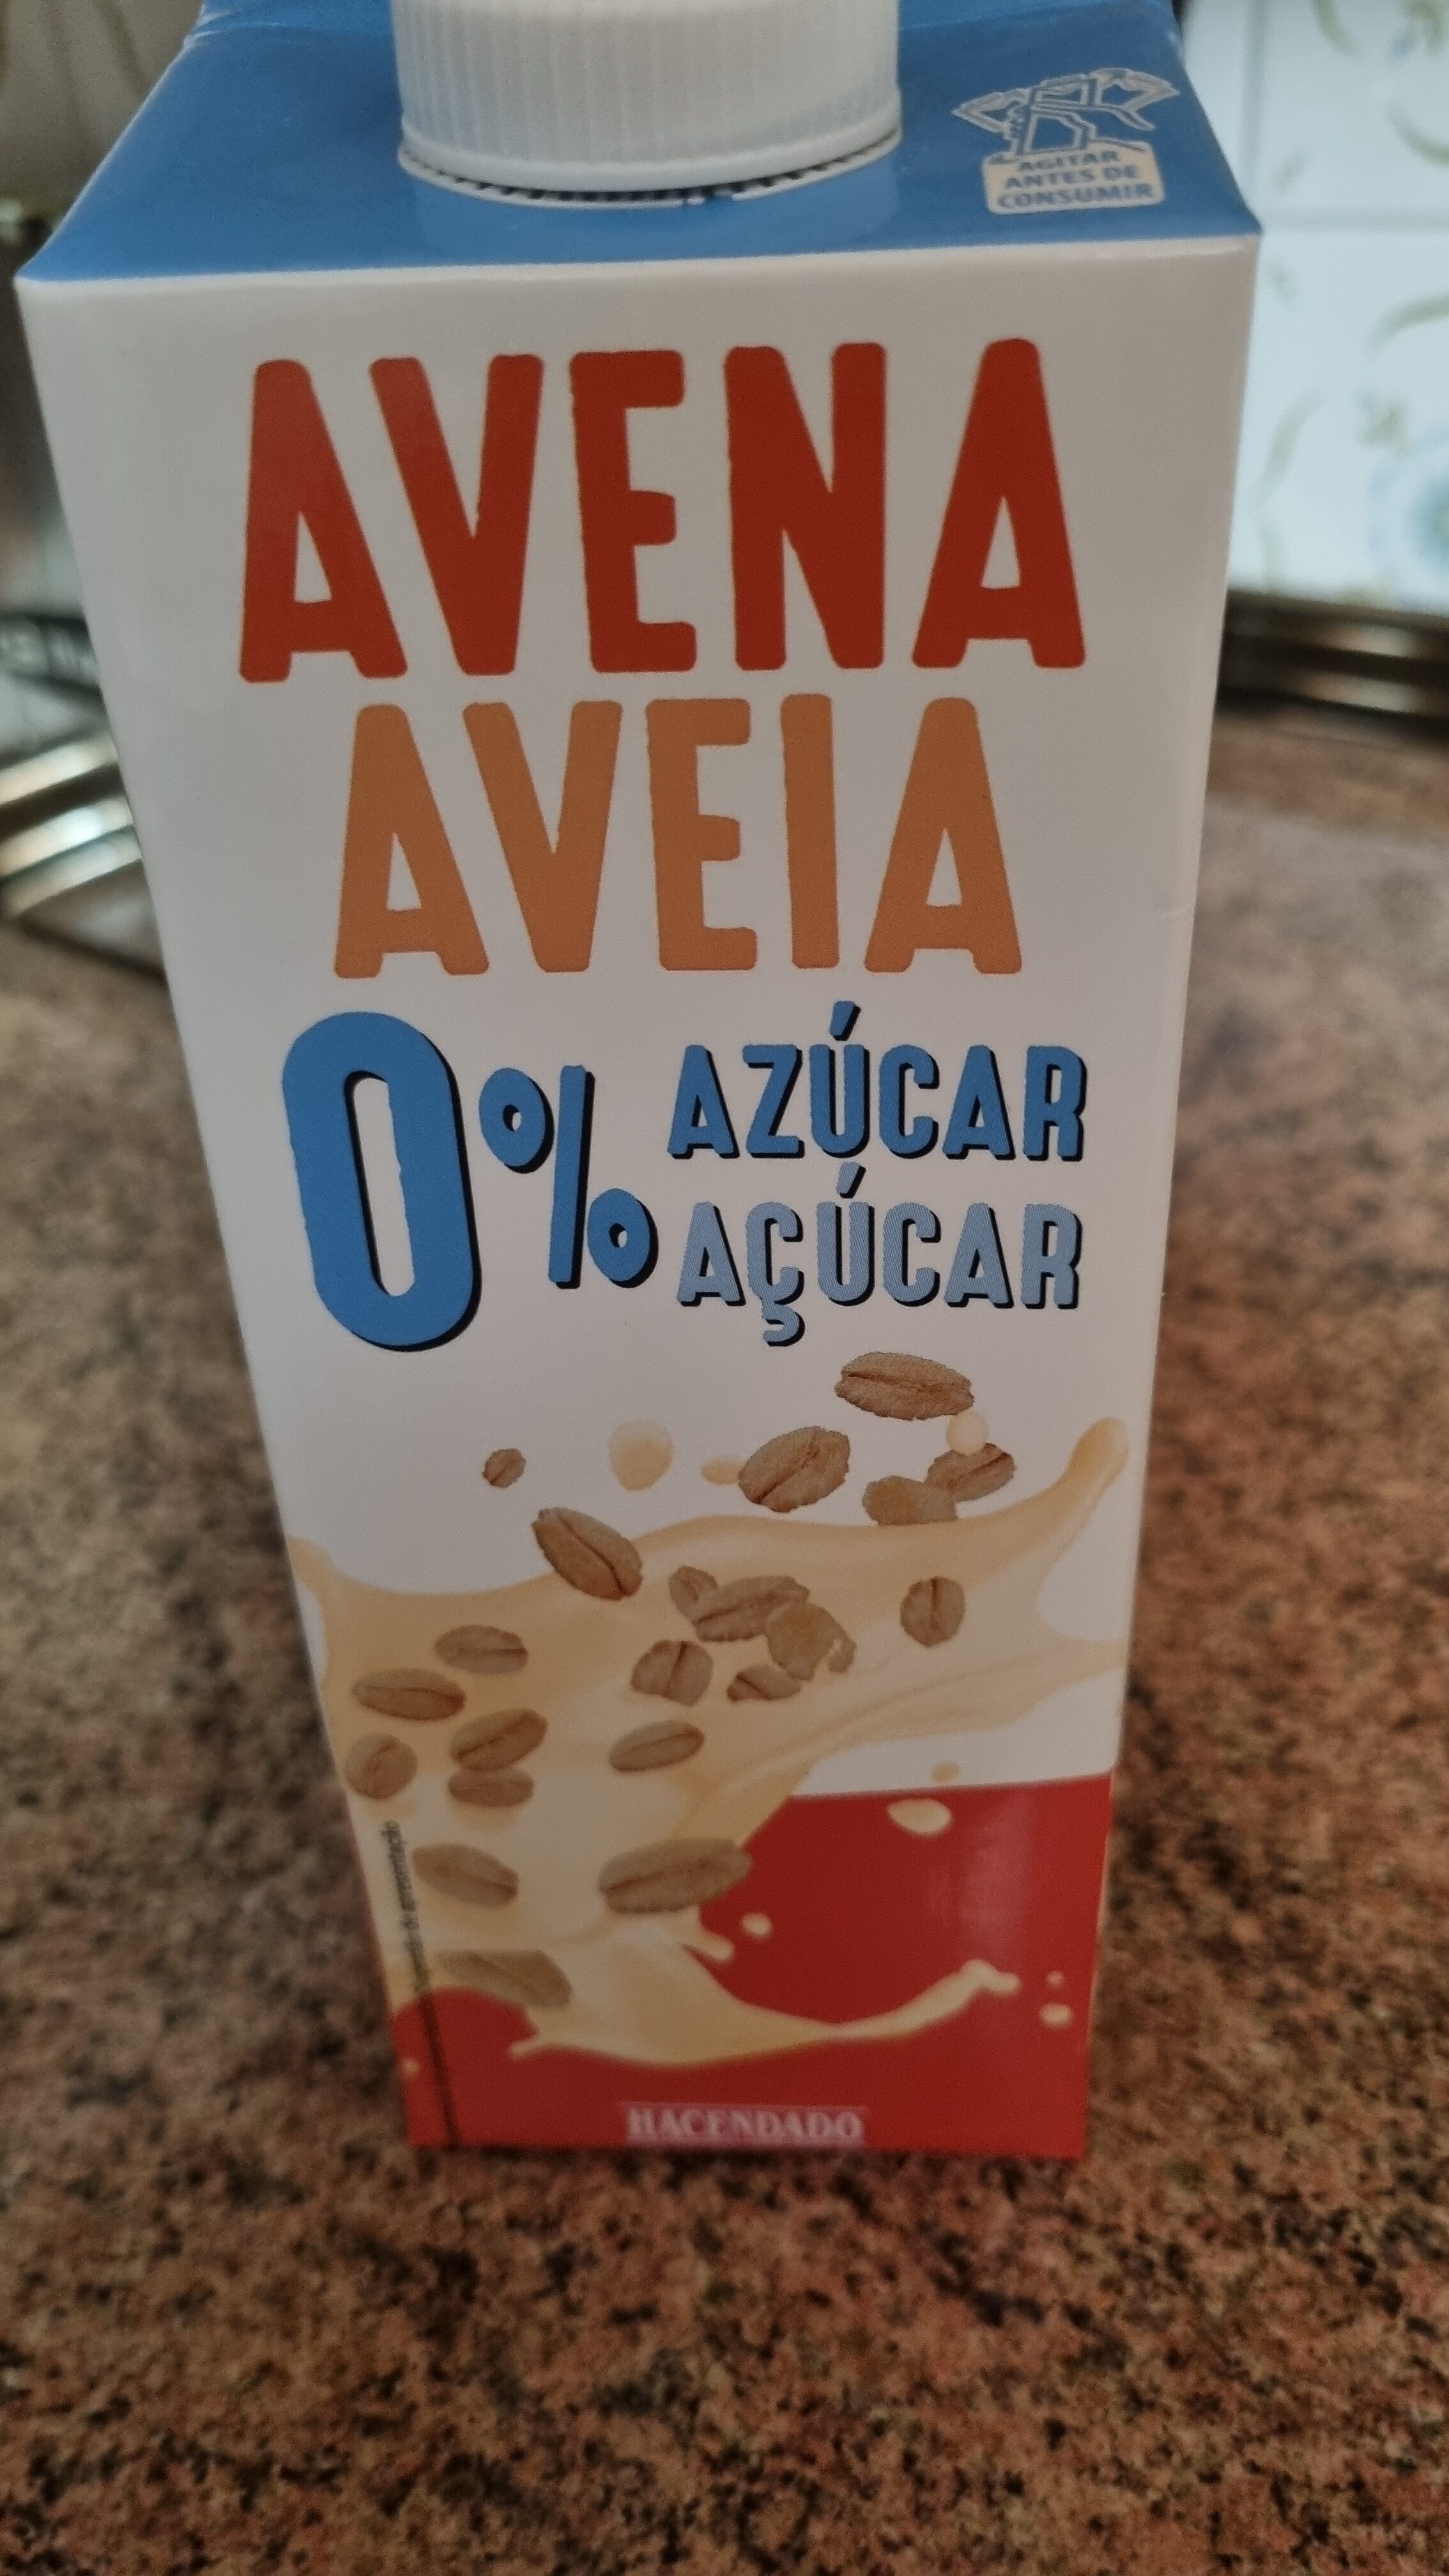 AGITAR
ANTES DE
CONSUMIR
AVENA
AVEIA
0% AZÚCAR
AÇÚCAR
HACENDADO